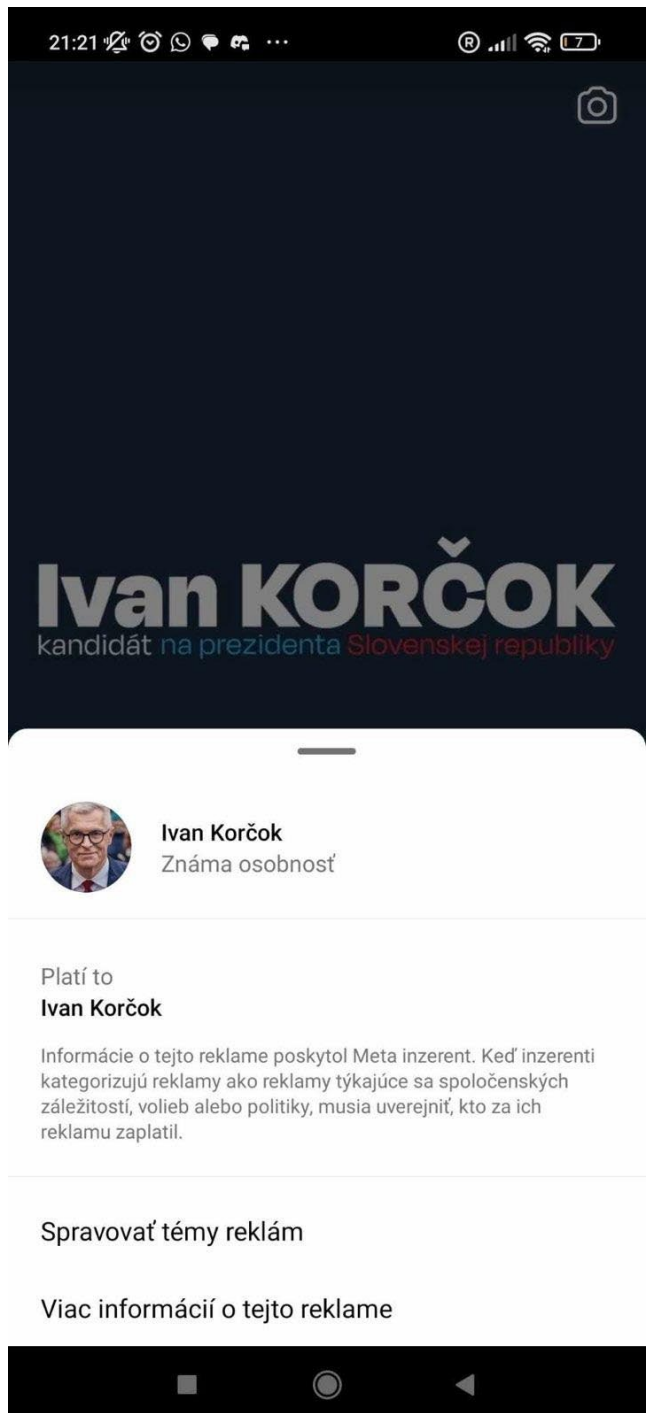 21:21
R
7
Ivan KORČOK
kandidát na prezidenta Slovenskej republiky
Ivan Korčok
Známa osobnosť
Platí to
Ivan Korčok
Informácie o tejto reklame poskytol Meta inzerent. Keď inzerenti
kategorizujú reklamy ako reklamy týkajúce sa spoločenských
záležitostí, volieb alebo politiky, musia uverejniť, kto za ich
reklamu zaplatil.
Spravovať témy reklám
Viac informácií o tejto reklame